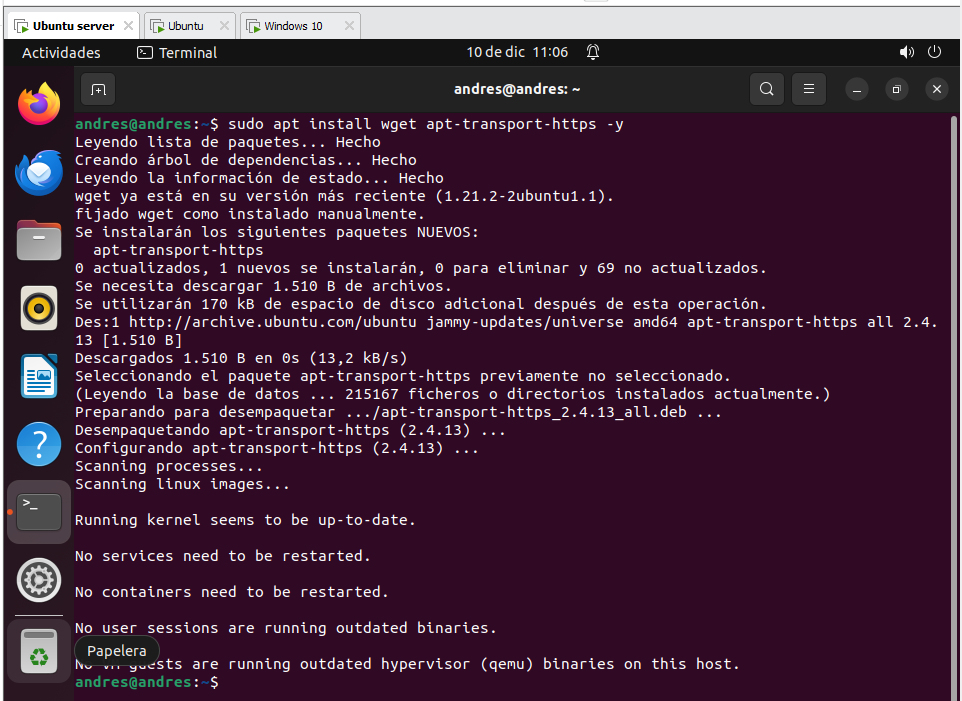 Ubuntu server
Ubuntu
Windows 10
Actividades
Terminal
10 de dic 11:06
andres@andres: ~
andres@andres:~$ sudo apt install wget apt-transport-https -y
Leyendo lista de paquetes... Hecho
Creando árbol de dependencias... Hecho
Leyendo la información de estado... Hecho
wget ya está en su versión más reciente (1.21.2-2ubuntu1.1).
fijado wget como instalado manualmente.
Se instalarán los siguientes paquetes NUEVOS:
  apt-transport-https
0 actualizados, 1 nuevos se instalarán, 0 para eliminar y 69 no actualizados.
Se necesita descargar 1.510 B de archivos.
Se utilizarán 170 kB de espacio de disco adicional después de esta operación.
Des:1 http://archive.ubuntu.com/ubuntu jammy-updates/universe amd64 apt-transport-https all 2.4.
13 [1.510 B]
Descargados 1.510 B en 0s (13,2 kB/s)
Seleccionando el paquete apt-transport-https previamente no seleccionado.
(Leyendo la base de datos ... 215167 ficheros o directorios instalados actualmente.)
Preparando para desempaquetar .../apt-transport-https_2.4.13_all.deb ...
Desempaquetando apt-transport-https (2.4.13) ...
Configurando apt-transport-https (2.4.13) ...
Scanning processes...
Scanning linux images...
Running kernel seems to be up-to-date.
No services need to be restarted.
No containers need to be restarted.
No user sessions are running outdated binaries.
Papelera
No VM guests are running outdated hypervisor (qemu) binaries on this host.
andres@andres:~$